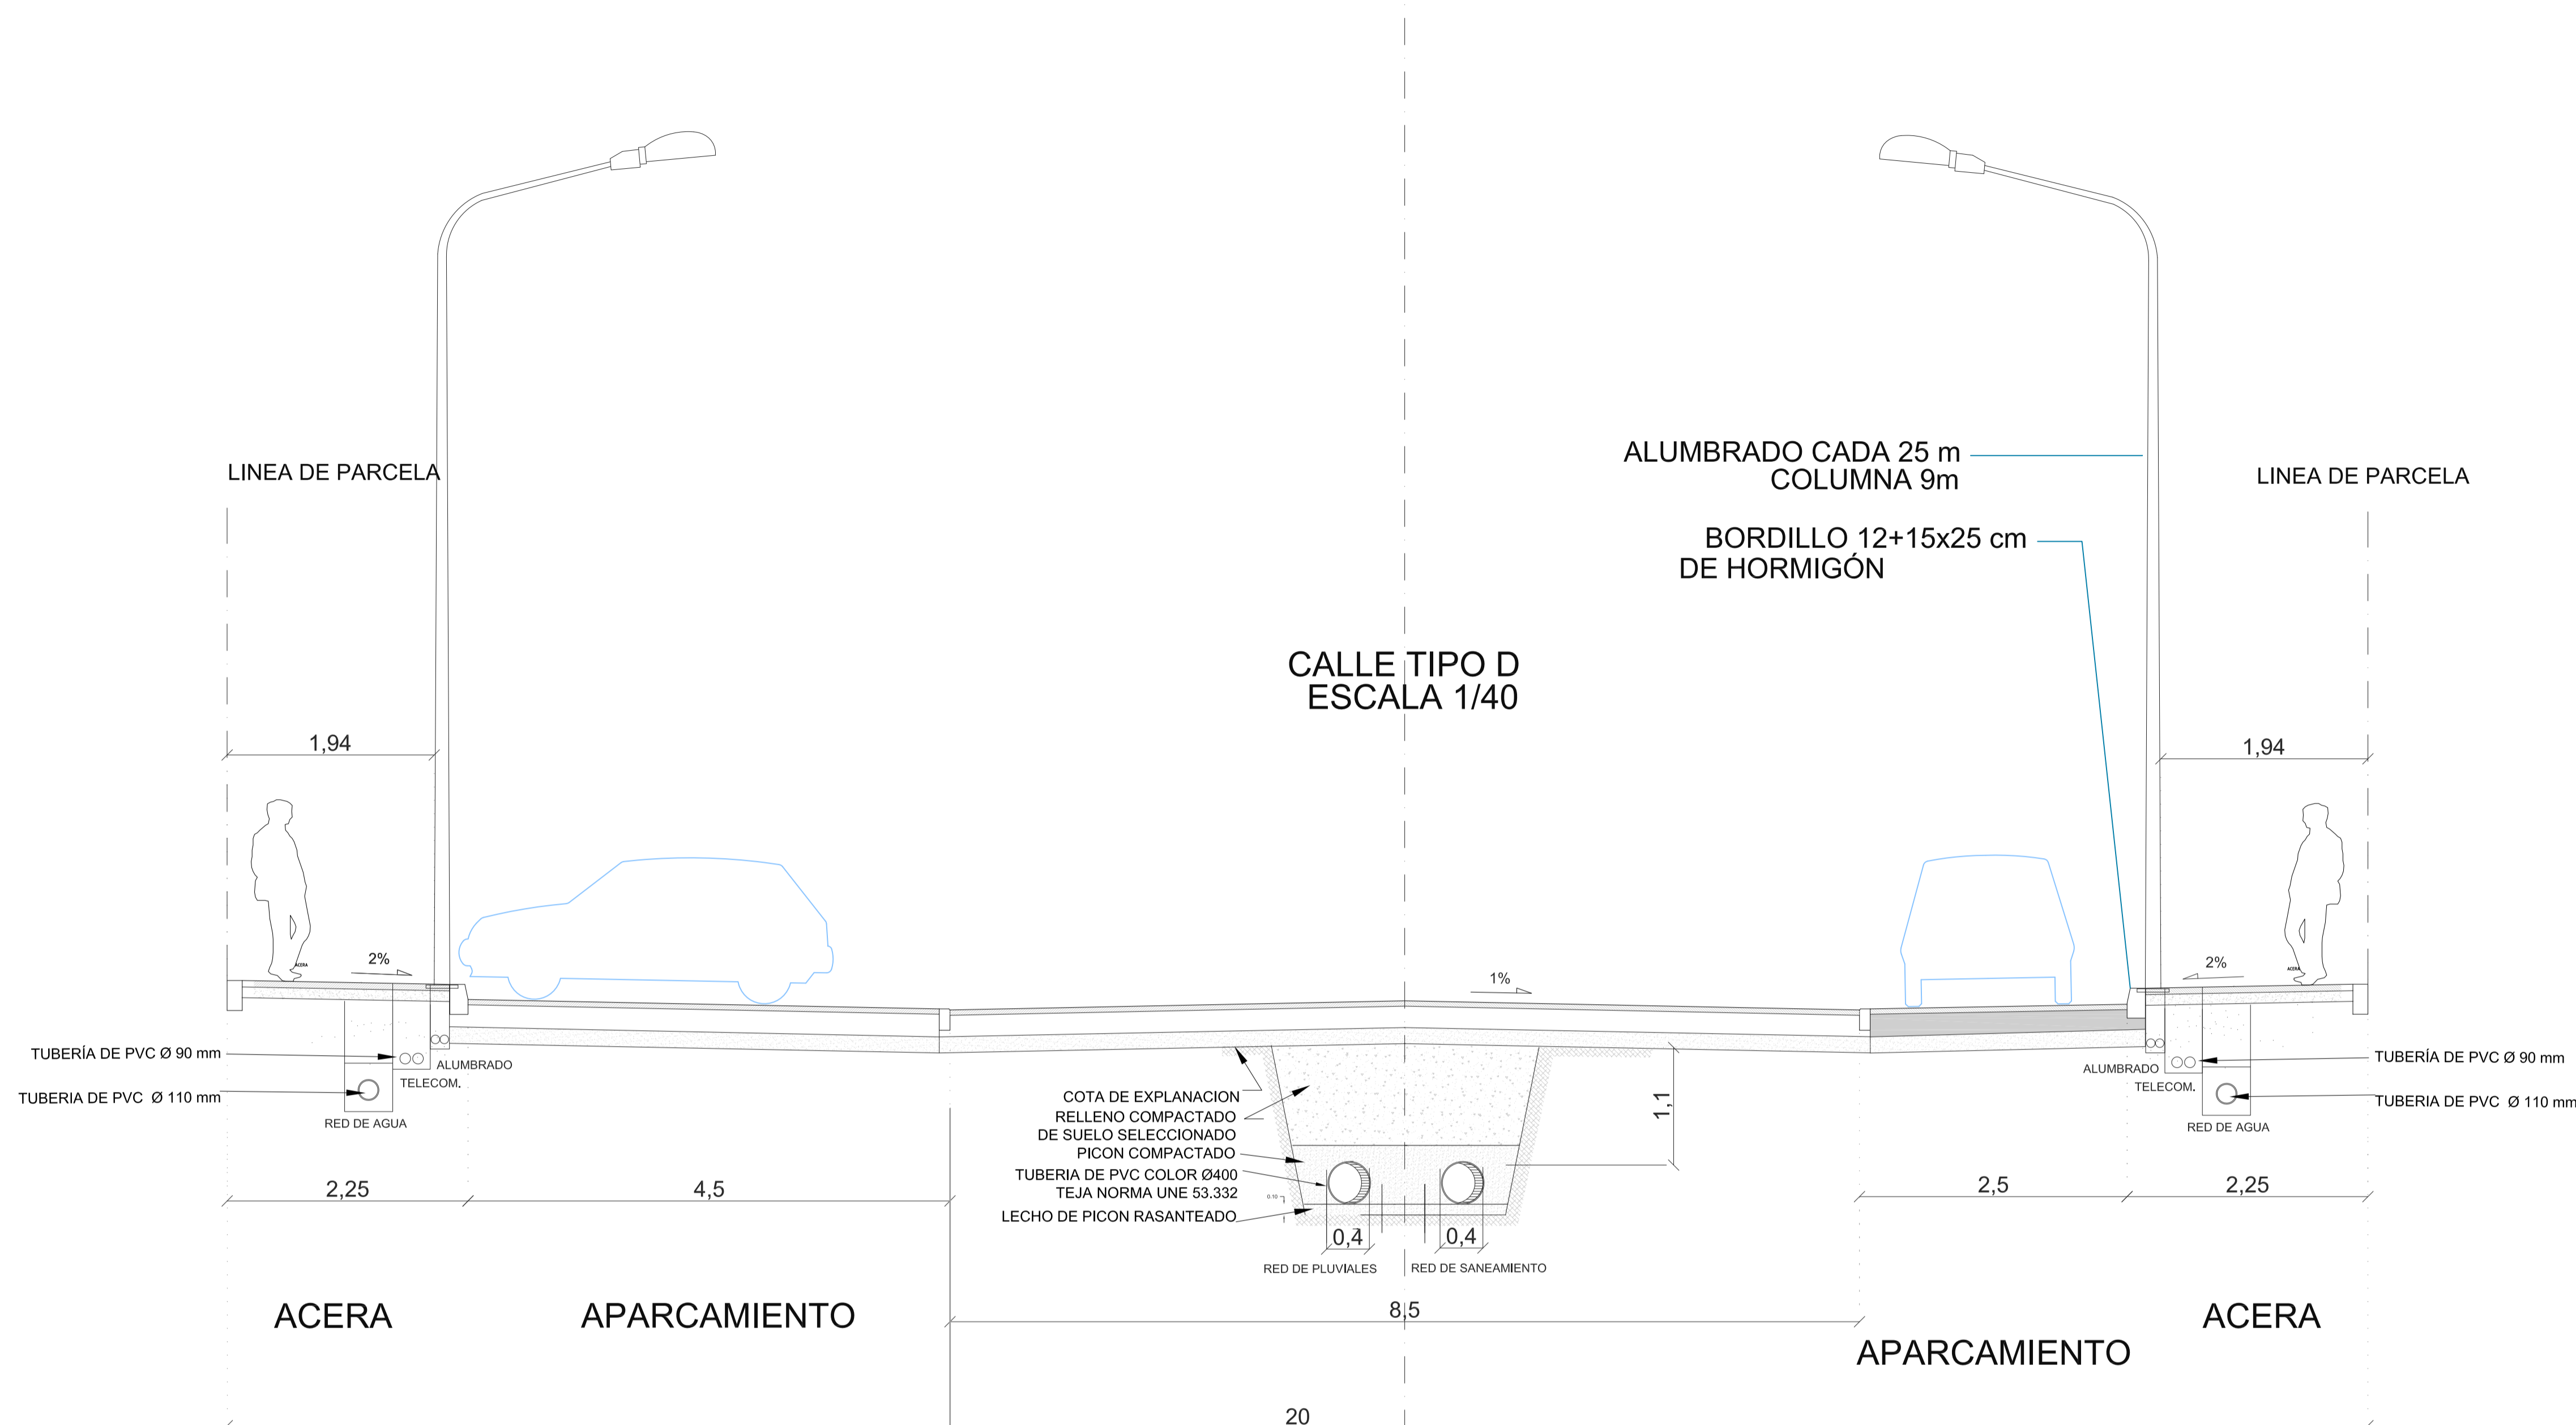 LINEA DE PARCELA
ALUMBRADO CADA 25 m
COLUMNA 9m
LINEA DE PARCELA
BORDILLO 12+15x25 cm
DE HORMIGÓN
CALLE TIPO D
ESCALA 1/40
1,94
1,94
ACERA
2%
1%
ACERA
2%
TUBERÍA DE PVC Ø 90 mm
ALUMBRADO
TELECOM.
TUBERIA DE PVC Ø 110 mm
RED DE AGUA
COTA DE EXPLANACION
RELLENO COMPACTADO
DE SUELO SELECCIONADO
PICON COMPACTADO
TUBERIA DE PVC COLOR Ø400
TEJA NORMA UNE 53.332
LECHO DE PICON RASANTEADO
0.10
1,1
0,4
0,4
RED DE PLUVIALES
RED DE SANEAMIENTO
TUBERÍA DE PVC Ø 90 mm
ALUMBRADO
TELECOM.
TUBERIA DE PVC Ø 110 mm
RED DE AGUA
2,25
4,5
2,5
2,25
8,5
ACERA
APARCAMIENTO
ACERA
APARCAMIENTO
20